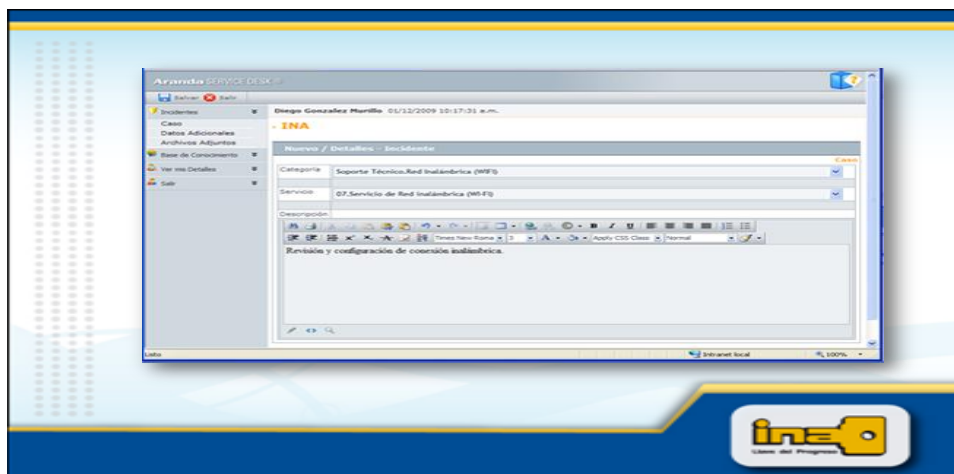 Aranda SERVICE DESK
Salvar Salir
Incidentes
Caso
Datos Adicionales
Archivos Adjuntos
Base de Conocimiento
Ver mis Detalles
Salir
Diego Gonzalez Murillo 01/12/2009 10:17:31 a.m.
- INA
Nuevo / Detalles - Incidente
Caso
Categoría Soporte Técnico.Red Inalámbrica (WIFI)
Servicio 07.Servicio de Red inalámbrica (WI-FI)
Descripción
Times New Roma 3 A Apply CSS Class Normal
Revisión y configuración de conexión inalámbrica.
Listo Intranet local 100%
ina
Llave del Progreso